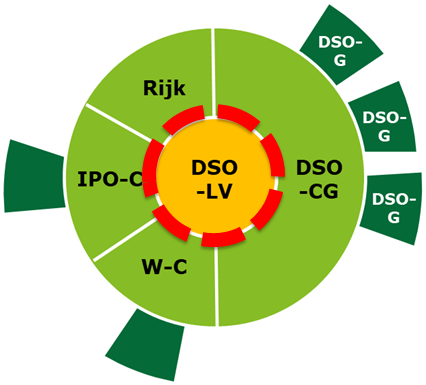 DSO-
G
Rijk
DSO-
G
IPO-C
DSO
-LV
DSO
-CG
DSO-
G
W-C